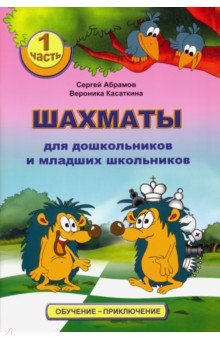 1
часть
Сергей Абрамов
Вероника Касаткина
ШАХМАТЫ
для дошкольников
и младших школьников
ОБУЧЕНИЕ – ПРИКЛЮЧЕНИЕ